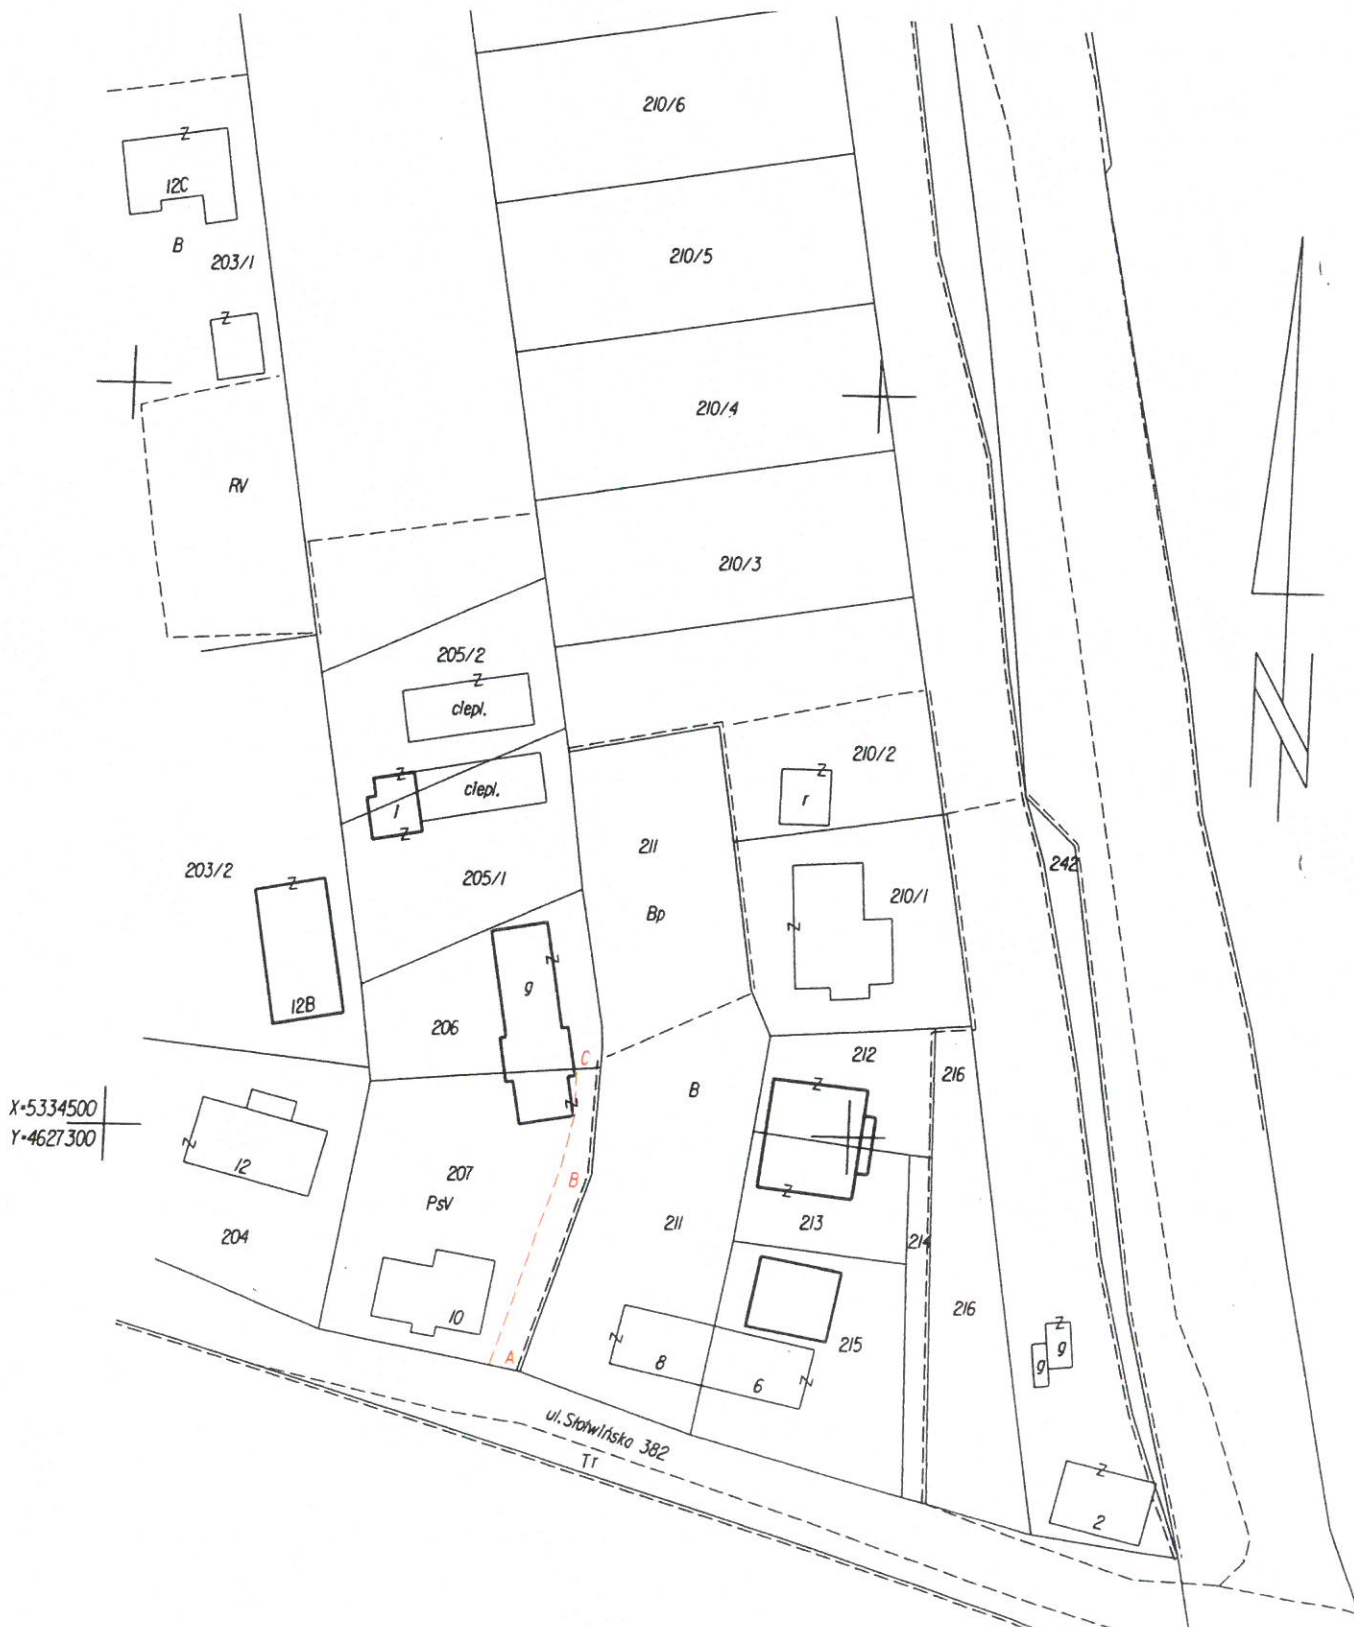 210/6
Z
12C
B
203/1
210/5
Z
210/4
RV
210/3
205/2
Z
ciepl.
210/2
Z
ciepl.
Z
r
1
Z
211
242
203/2
205/1
Z
210/1
Bp
Z
Z
g
12B
206
212
C
216
Z
B
X=5334500
Y=4627300
Z
Z
12
207
B
PsV
204
211
Z
213
214
216
10
Z
g
g
Z
8
215
A
6
Z
ul. Słotwińska 382
Tr
Z
2
N